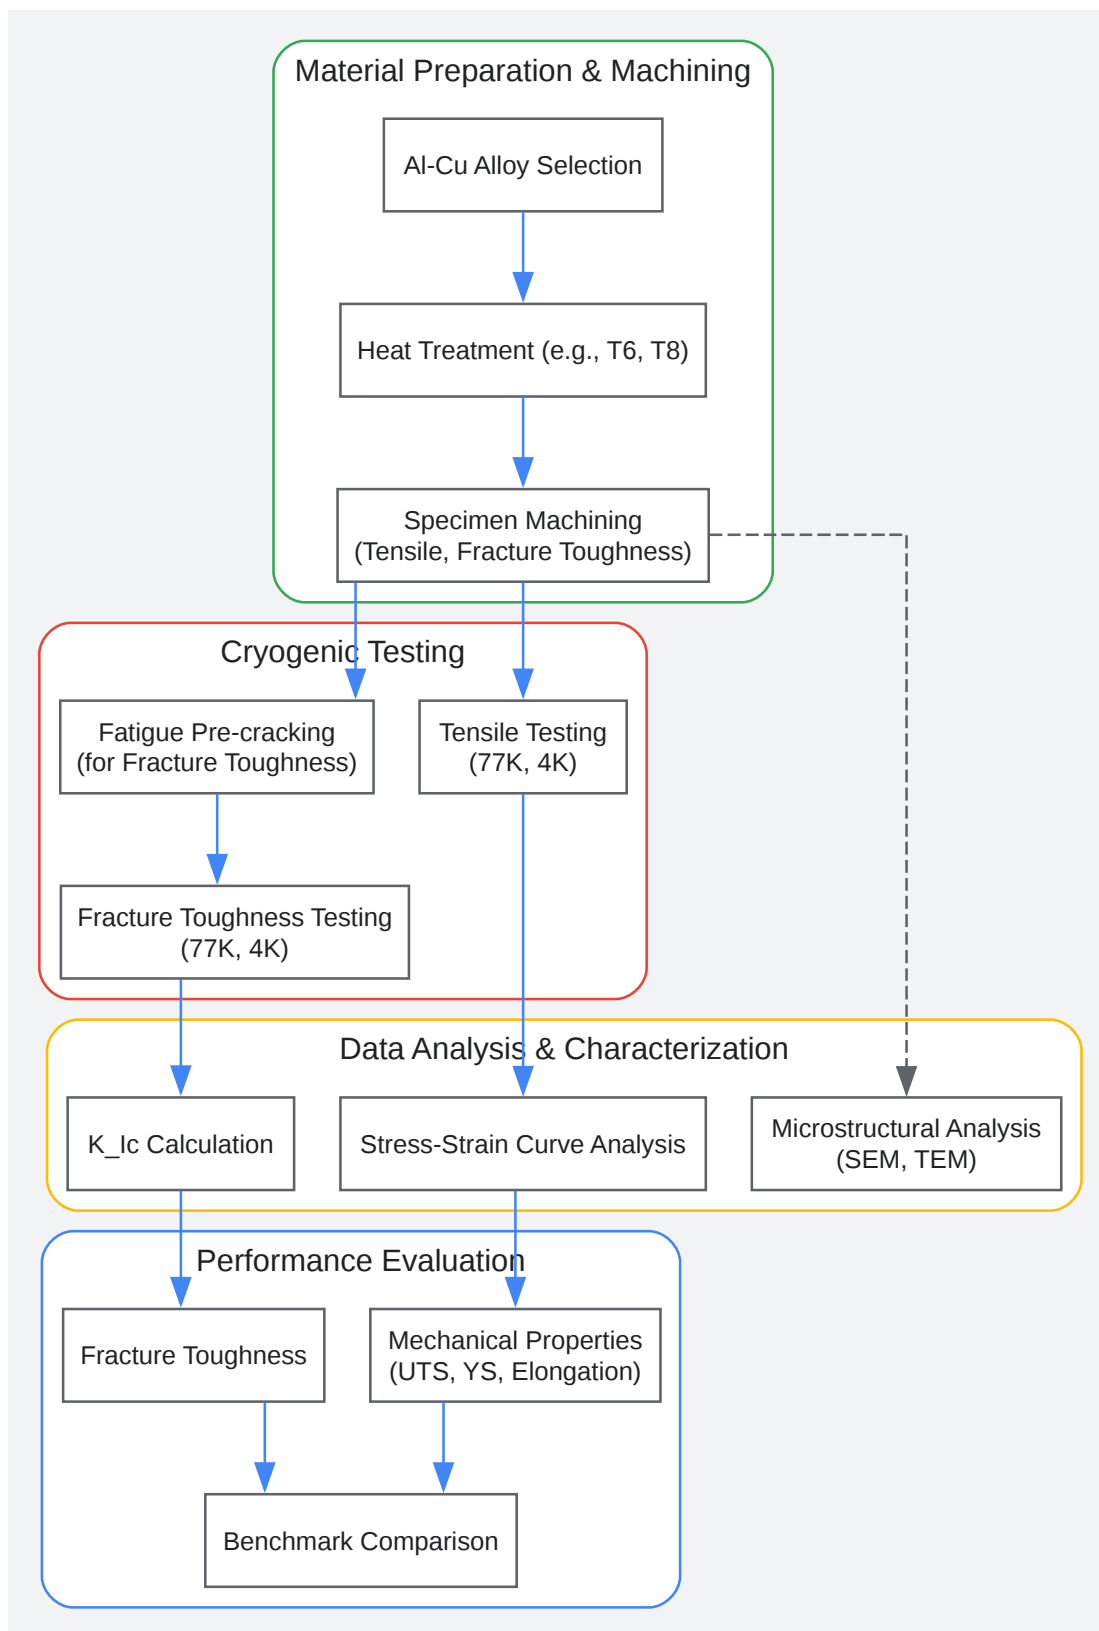 Material Preparation & Machining
Al-Cu Alloy Selection
Heat Treatment (e.g., T6, T8)
Specimen Machining
(Tensile, Fracture Toughness)
Cryogenic Testing
Fatigue Pre-cracking
(for Fracture Toughness)
Tensile Testing
(77K, 4K)
Fracture Toughness Testing
(77K, 4K)
Data Analysis & Characterization
K_Ic Calculation
Stress-Strain Curve Analysis
Microstructural Analysis
(SEM, TEM)
Performance Evaluation
Fracture Toughness
Mechanical Properties
(UTS, YS, Elongation)
Benchmark Comparison